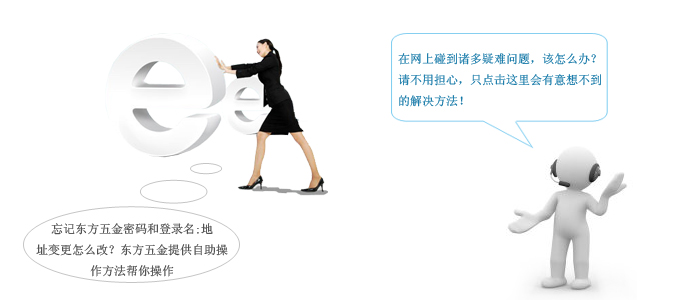 e
e
忘记东方五金密码和登录名;地
址变更怎么改？东方五金提供自助操
作方法帮你操作
在网上碰到诸多疑难问题，该怎么办？
请不用担心，只点击这里会有意想不到
的解决方法！